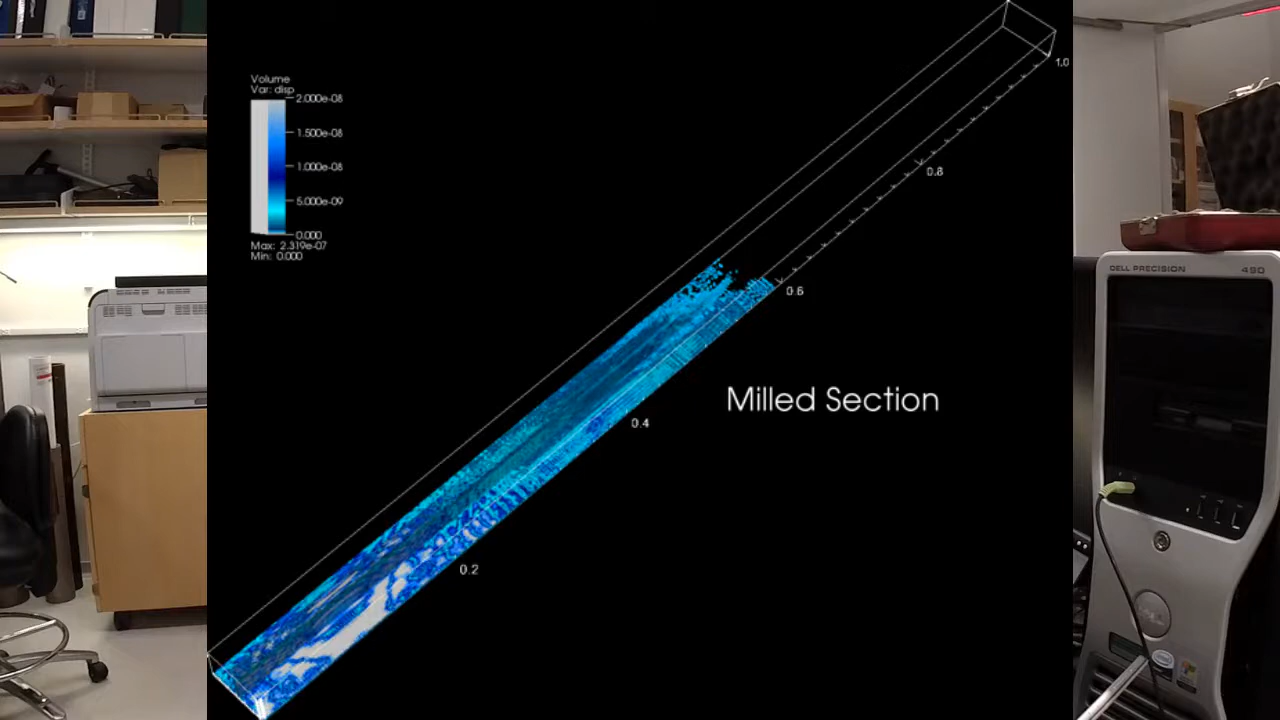 Volume
Var: disp
2.000e-08
1.500e-08
1.000e-08
5.000e-09
0.000
Max: 2.319e-07
Min: 0.000
1.0
0.8
0.6
0.4
0.2
Milled Section
DELL PRECISION 490
DELL